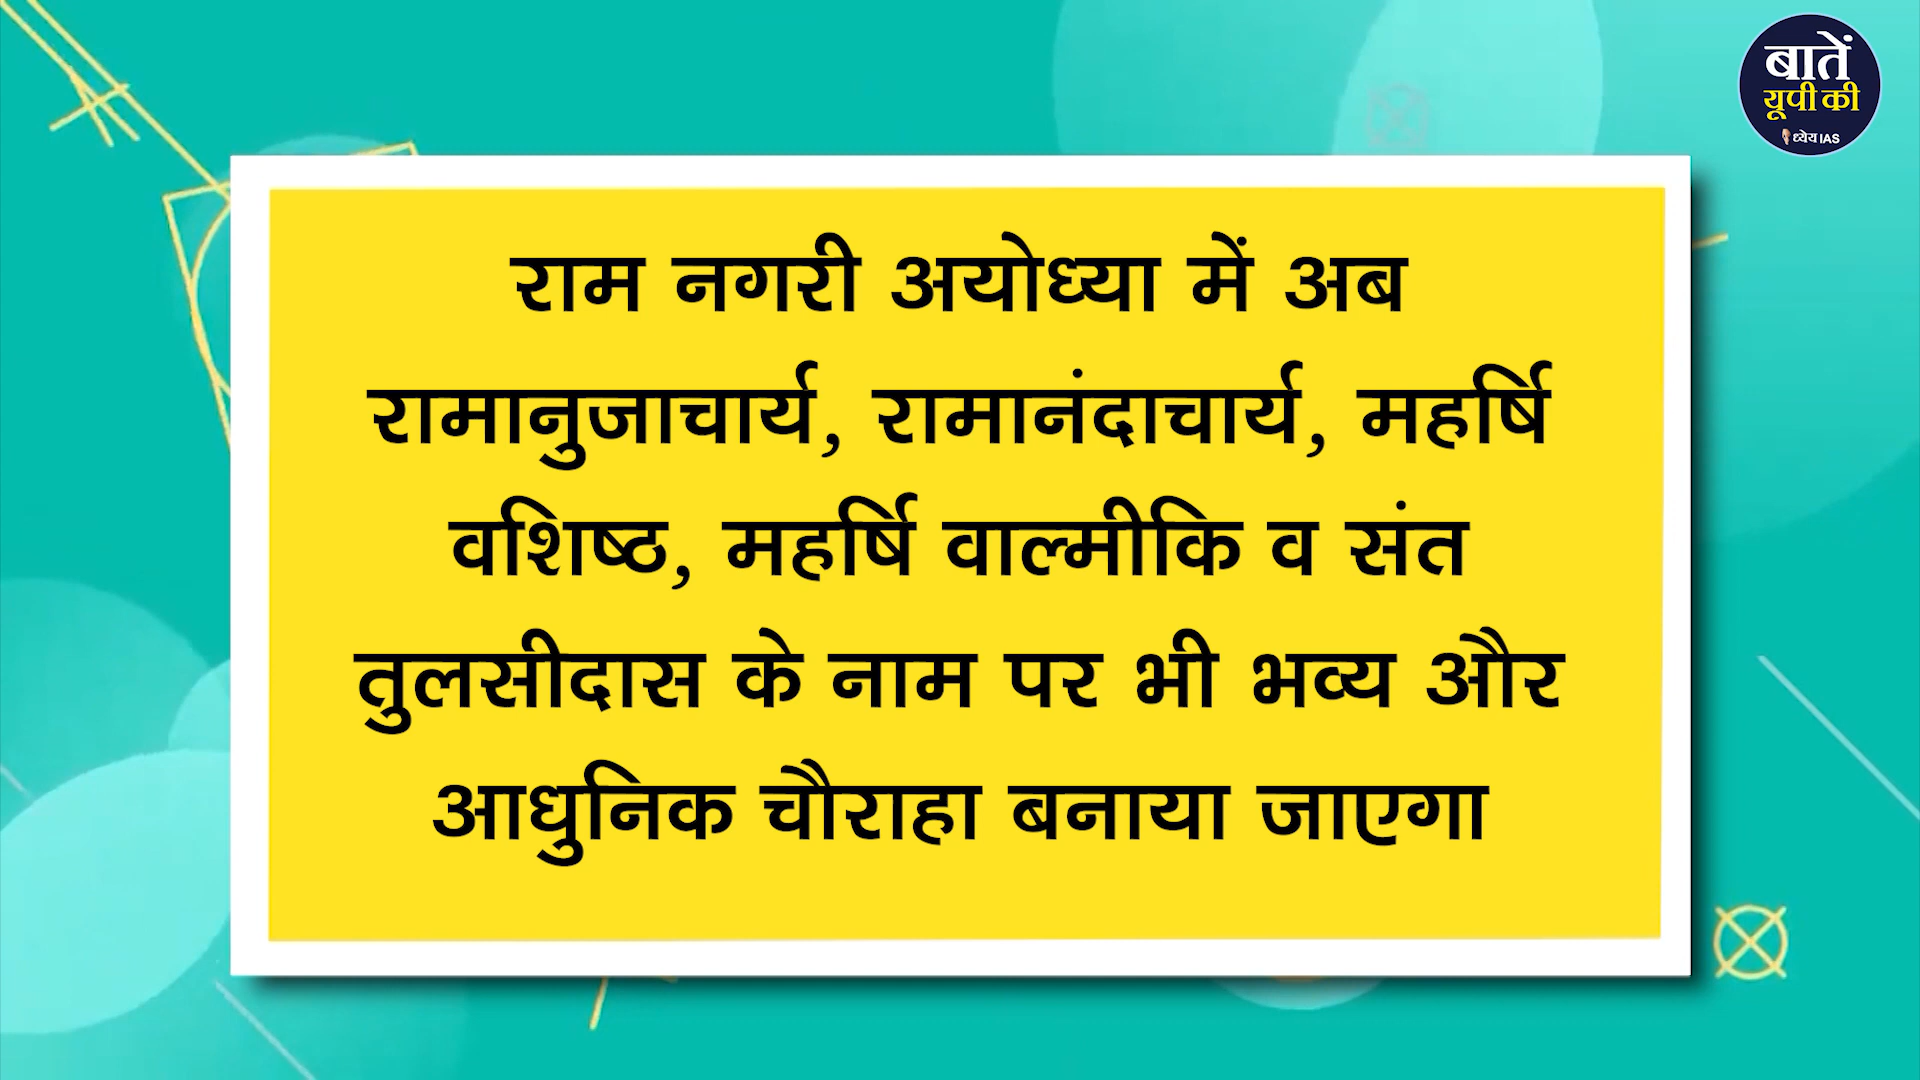 बातें
यूपी की
ध्येय IAS
राम नगरी अयोध्या में अब
रामानुजाचार्य, रामानंदाचार्य, महर्षि
वशिष्ठ, महर्षि वाल्मीकि व संत
तुलसीदास के नाम पर भी भव्य और
आधुनिक चौराहा बनाया जाएगा